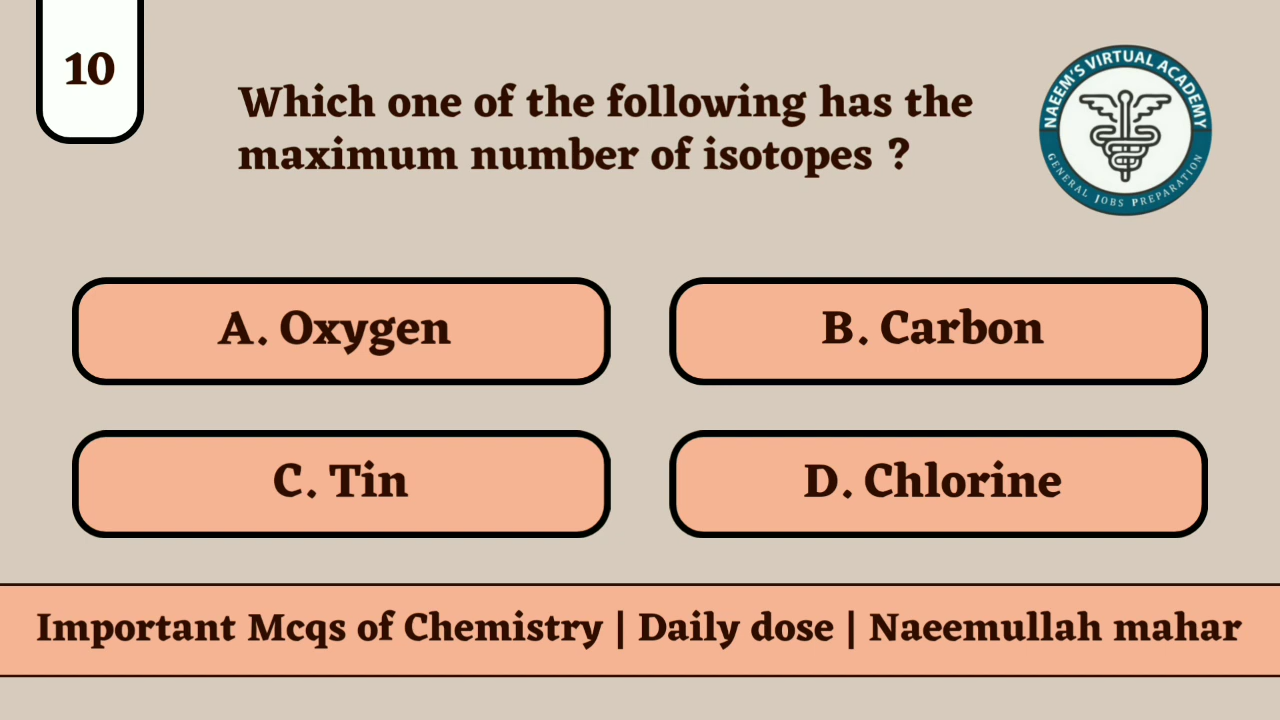 10
Which one of the following has the
maximum number of isotopes ?
NAEEM'S VIRTUAL ACADEMY
GENERAL JOBS PREPARATION
A. Oxygen
B. Carbon
C. Tin
D. Chlorine
Important Mcqs of Chemistry | Daily dose | Naeemullah mahar